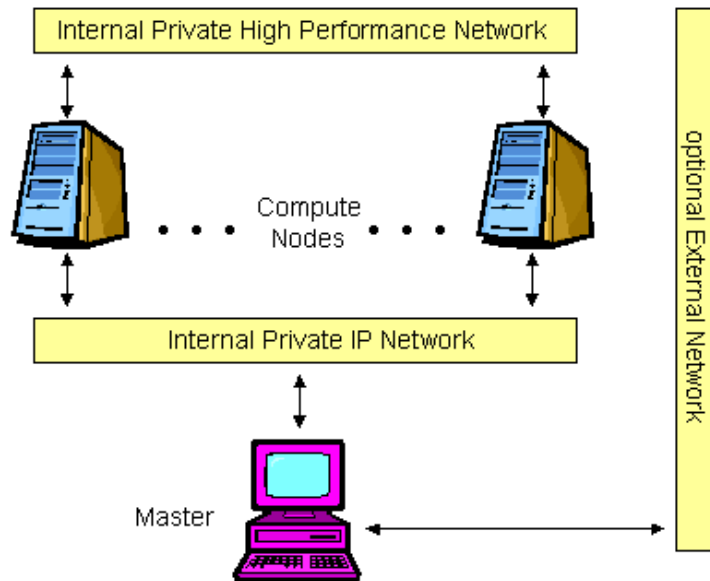 Internal Private High Performance Network
optional External Network
Compute
Nodes
Internal Private IP Network
Master